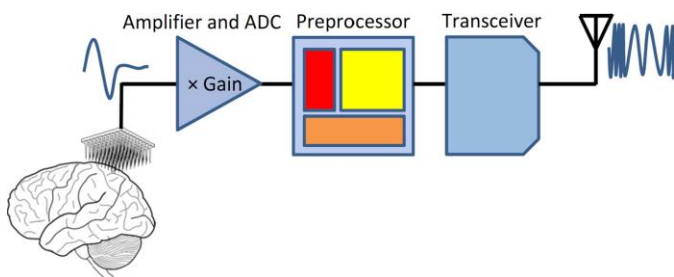 Amplifier and ADC
Preprocessor
Transceiver
× Gain